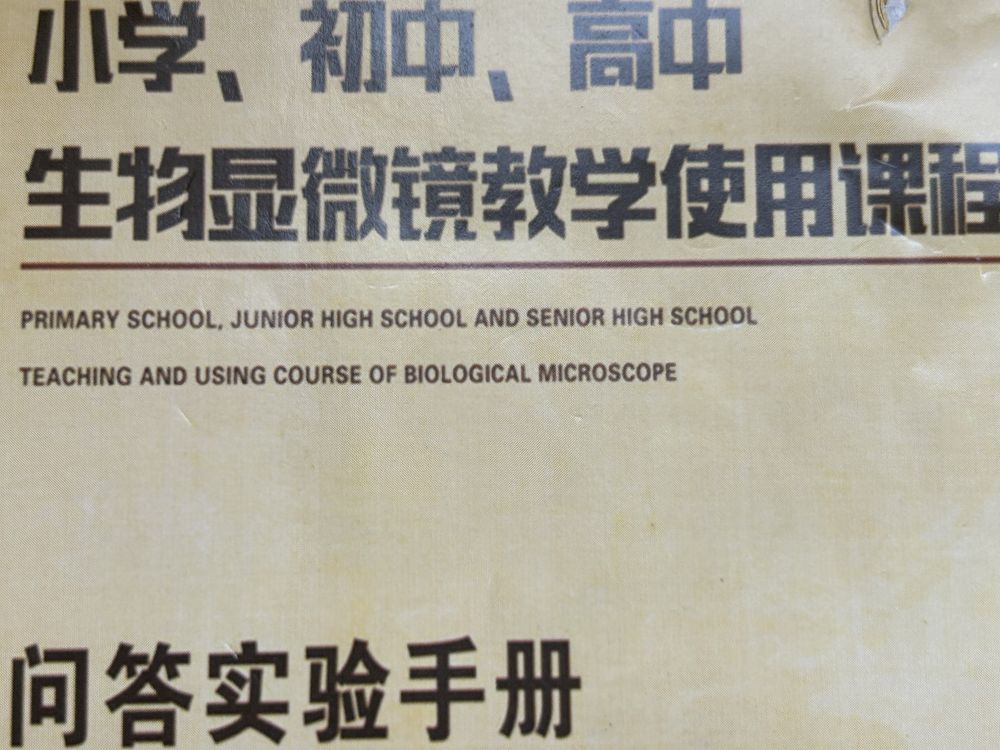 小学、初中、高中
生物显微镜教学使用课程
PRIMARY SCHOOL, JUNIOR HIGH SCHOOL AND SENIOR HIGH SCHOOL
TEACHING AND USING COURSE OF BIOLOGICAL MICROSCOPE
问答实验手册